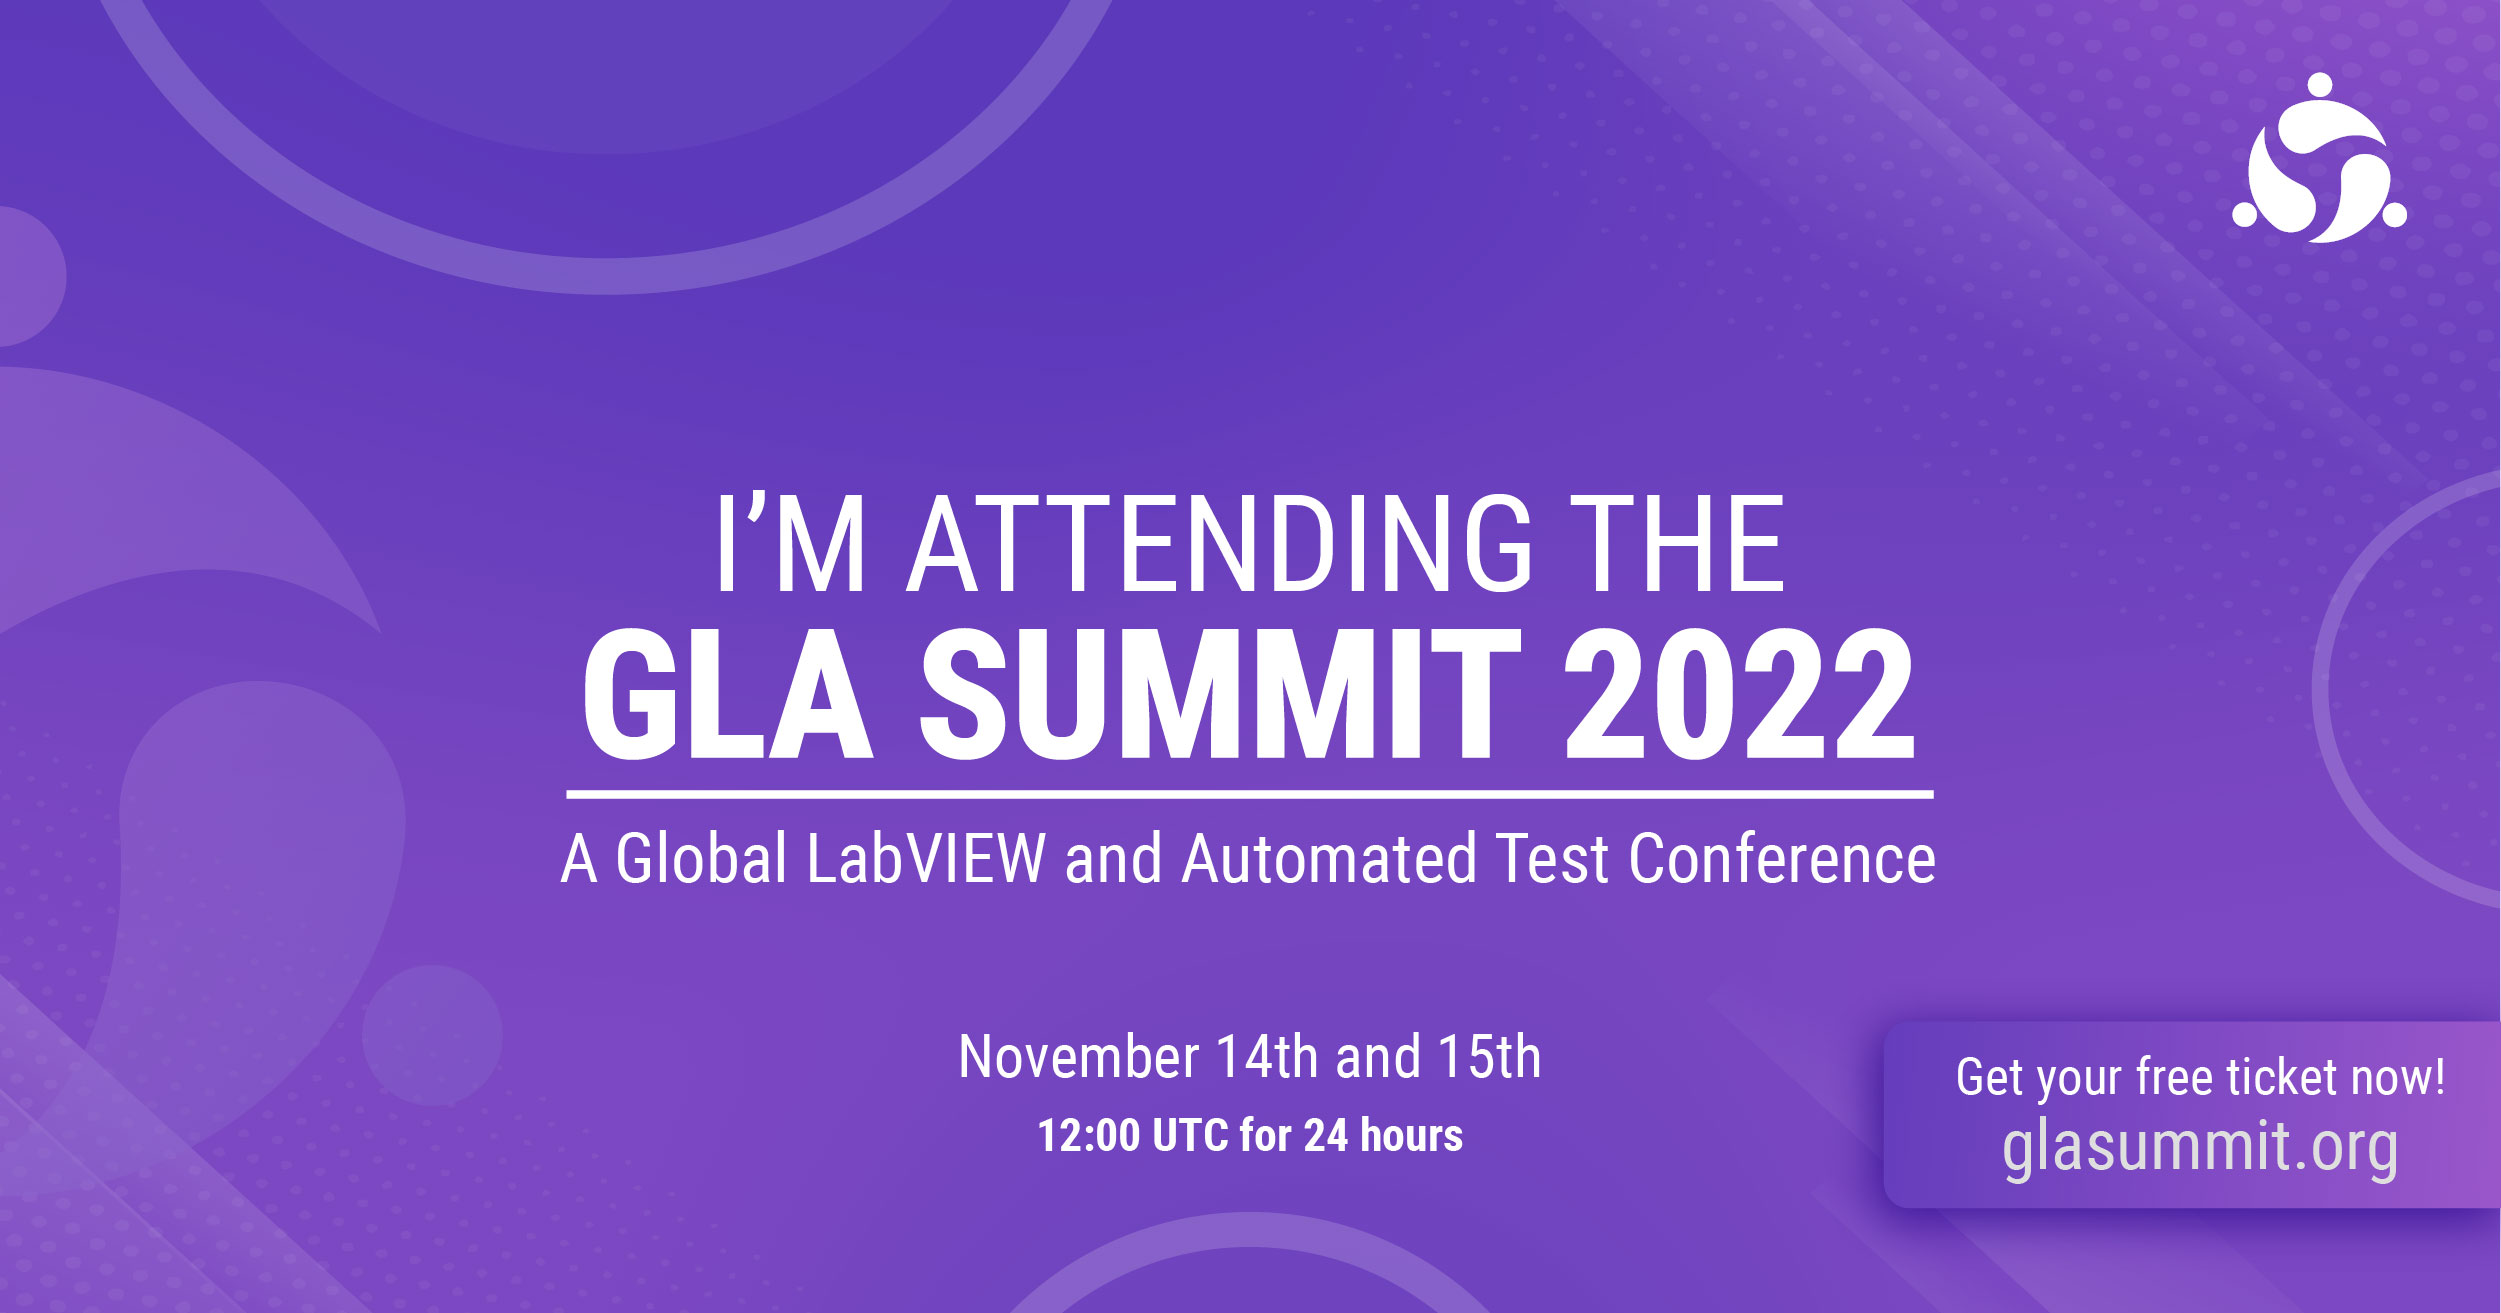 I’M ATTENDING THE
GLA SUMMIT 2022
A Global LabVIEW and Automated Test Conference
November 14th and 15th
12:00 UTC for 24 hours
Get your free ticket now!
glasummit.org